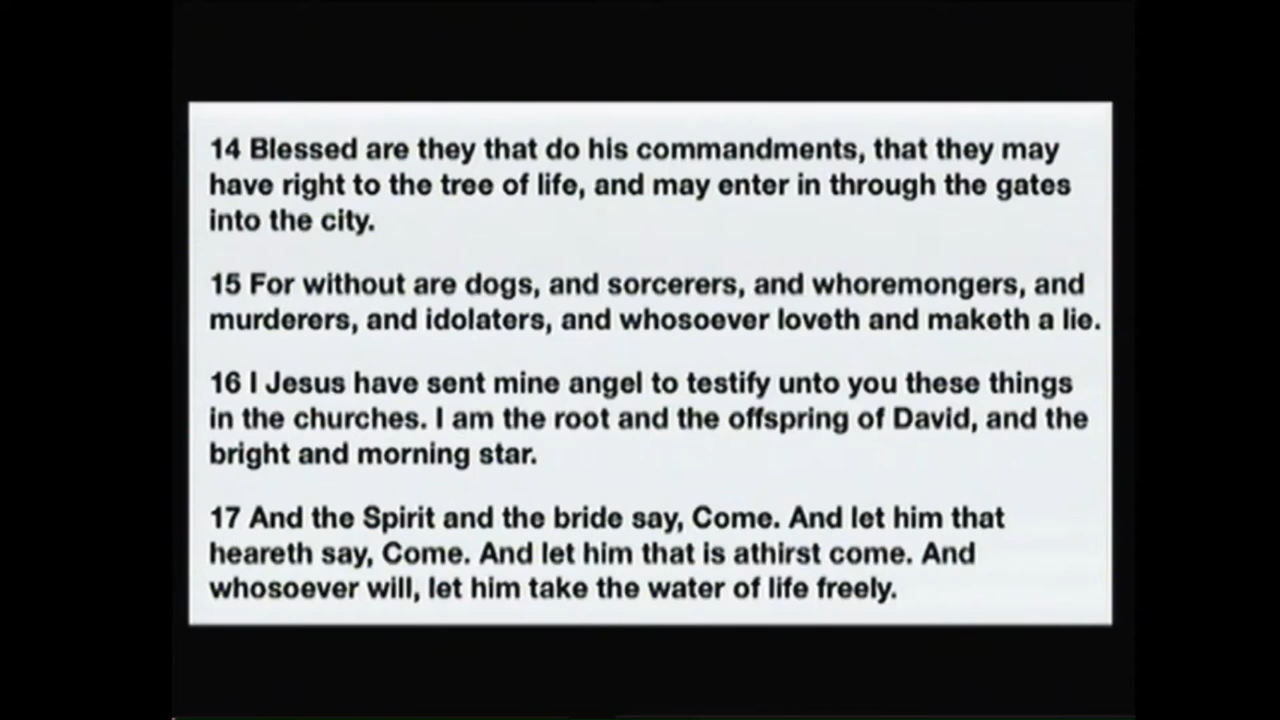 14 Blessed are they that do his commandments, that they may
have right to the tree of life, and may enter in through the gates
into the city.
15 For without are dogs, and sorcerers, and whoremongers, and
murderers, and idolaters, and whosoever loveth and maketh a lie.
16 I Jesus have sent mine angel to testify unto you these things
in the churches. I am the root and the offspring of David, and the
bright and morning star.
17 And the Spirit and the bride say, Come. And let him that
heareth say, Come. And let him that is athirst come. And
whosoever will, let him take the water of life freely.